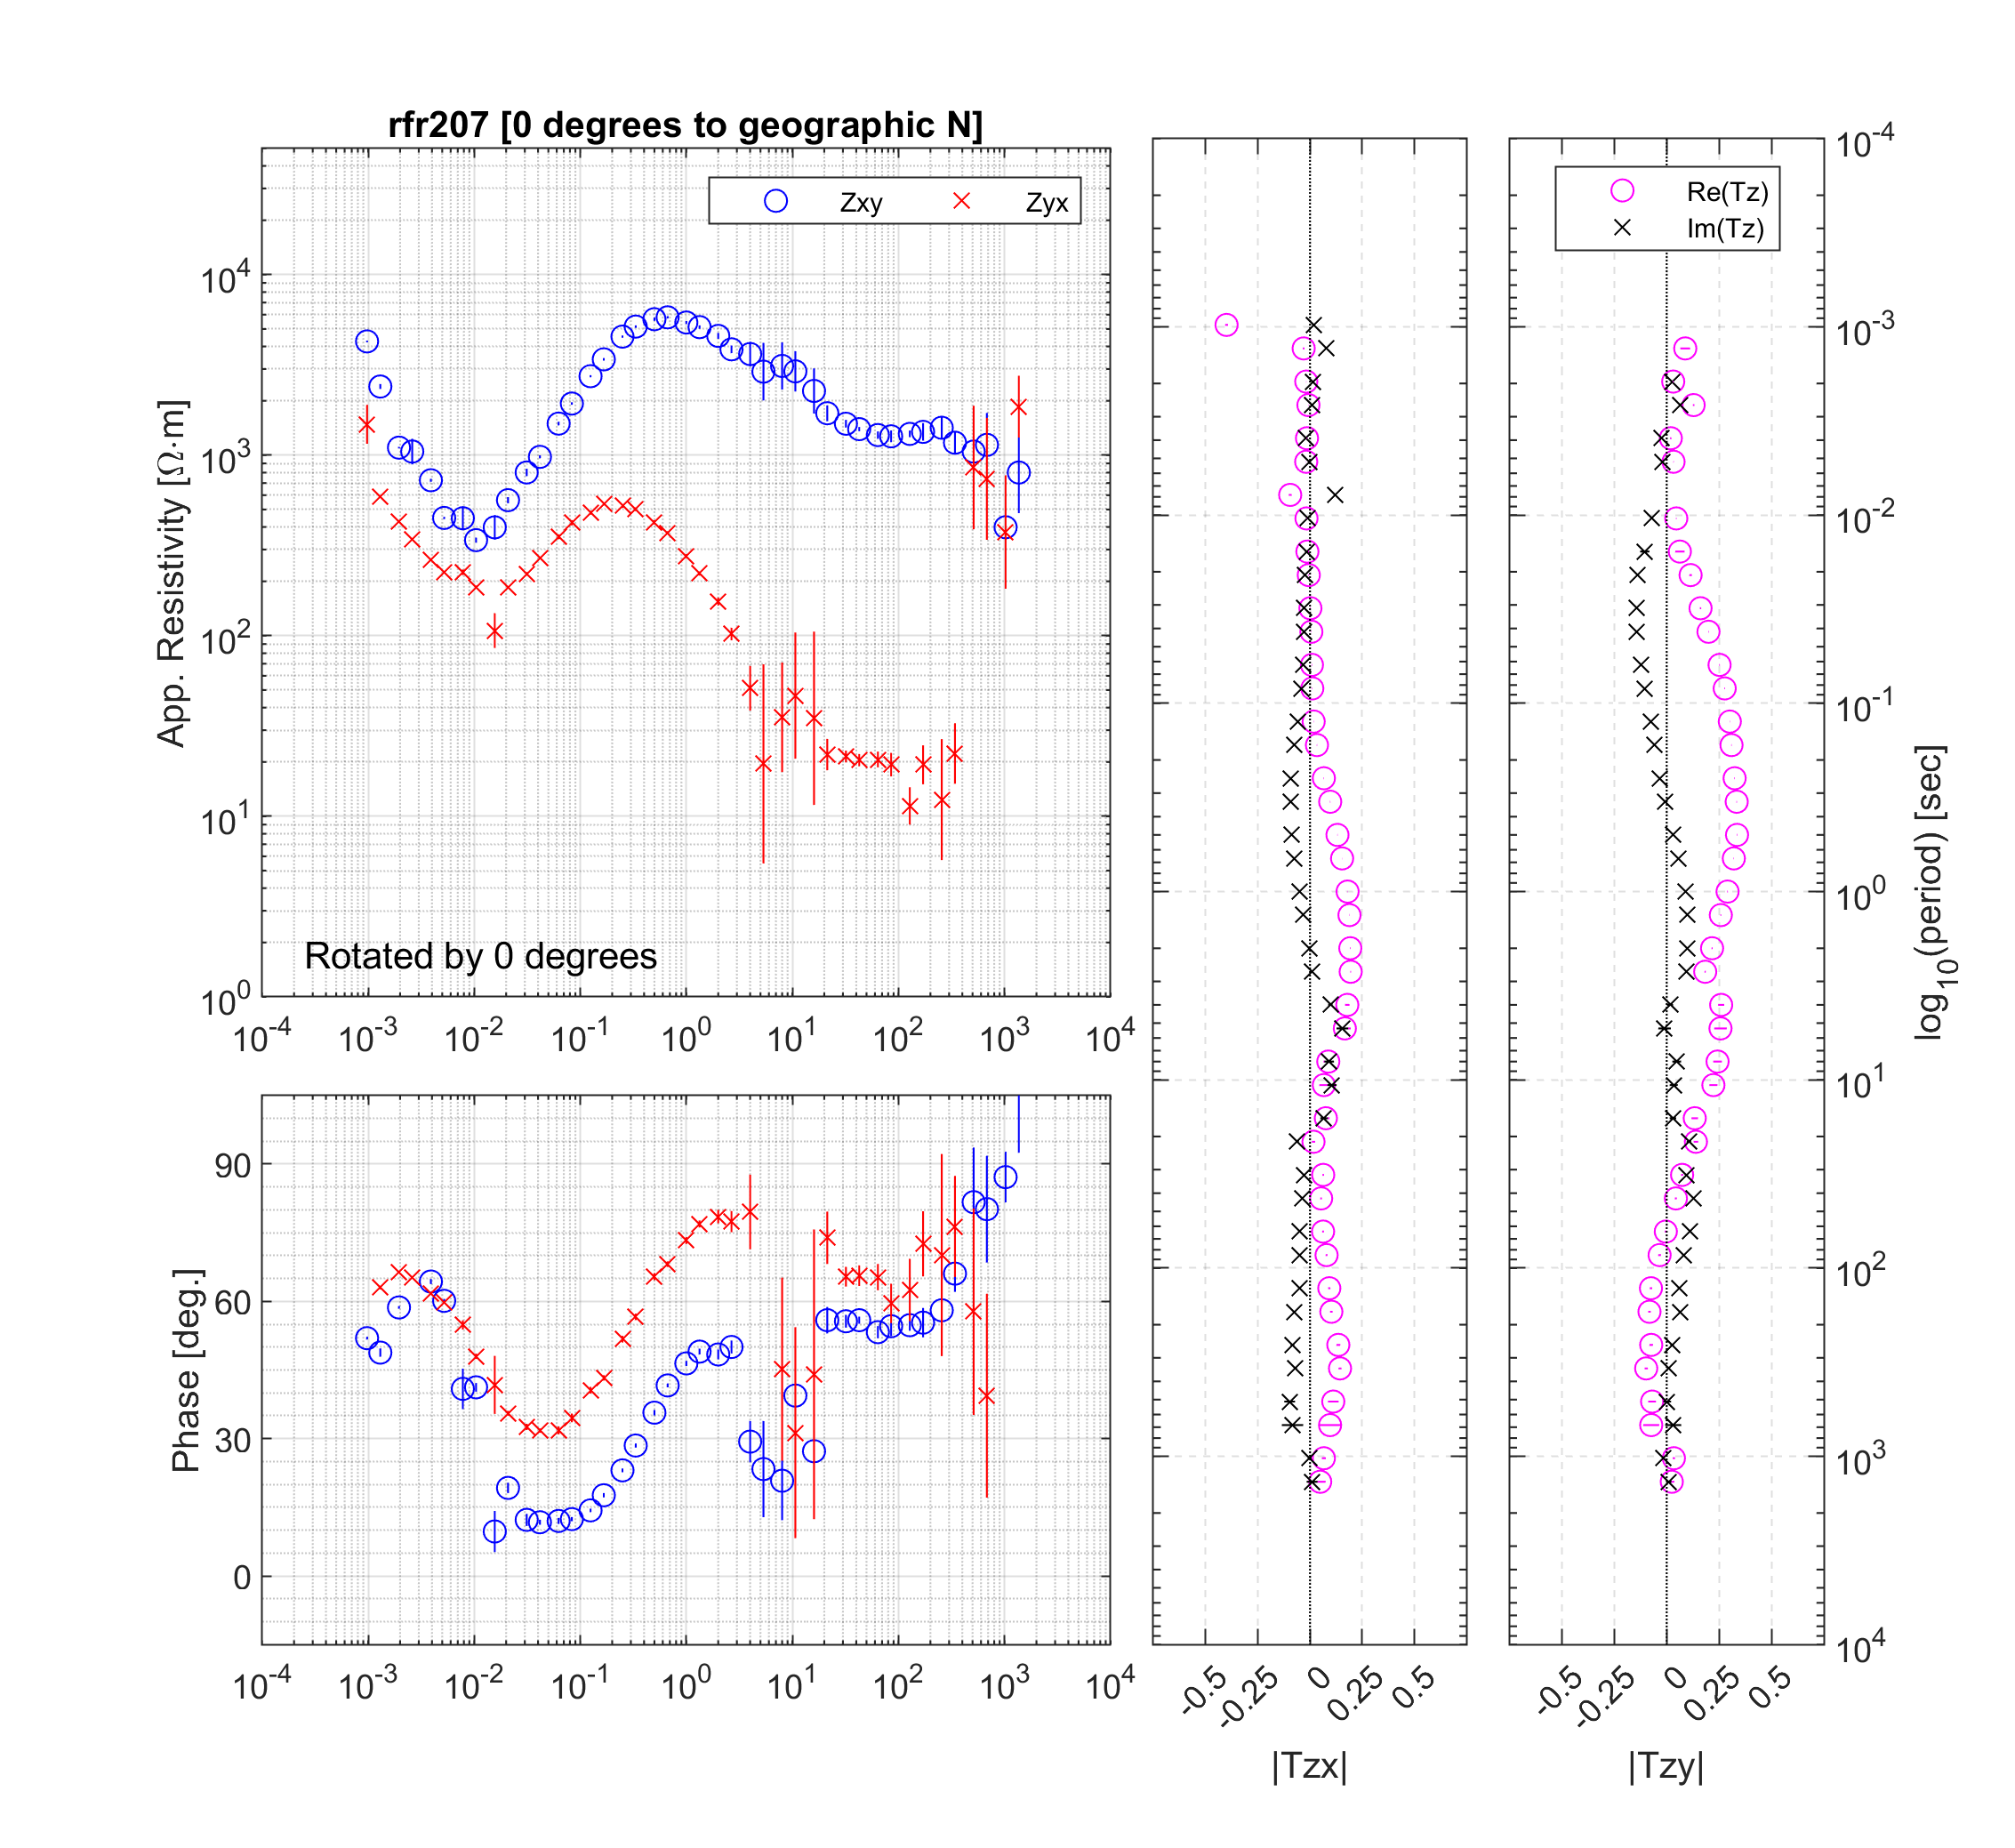 rfr207 [0 degrees to geographic N]
Zxy Zyx
App. Resistivity [Ω·m]
10^4
10^3
10^2
10^1
10^0
Rotated by 0 degrees
10^-4 10^-3 10^-2 10^-1 10^0 10^1 10^2 10^3 10^4
Phase [deg.]
90
60
30
0
10^-4 10^-3 10^-2 10^-1 10^0 10^1 10^2 10^3 10^4
-0.5 -0.25 0 0.25 0.5
|Tzx|
Re(Tz)
Im(Tz)
10^-4
10^-3
10^-2
10^-1
10^0
10^1
10^2
10^3
10^4
log10(period) [sec]
-0.5 -0.25 0 0.25 0.5
|Tzy|